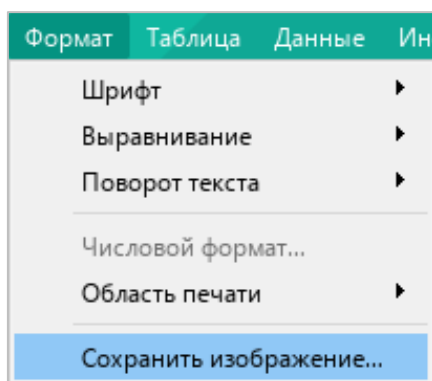 Формат Таблица Данные Ин
Шрифт
Выравнивание
Поворот текста
Числовой формат...
Область печати
Сохранить изображение...